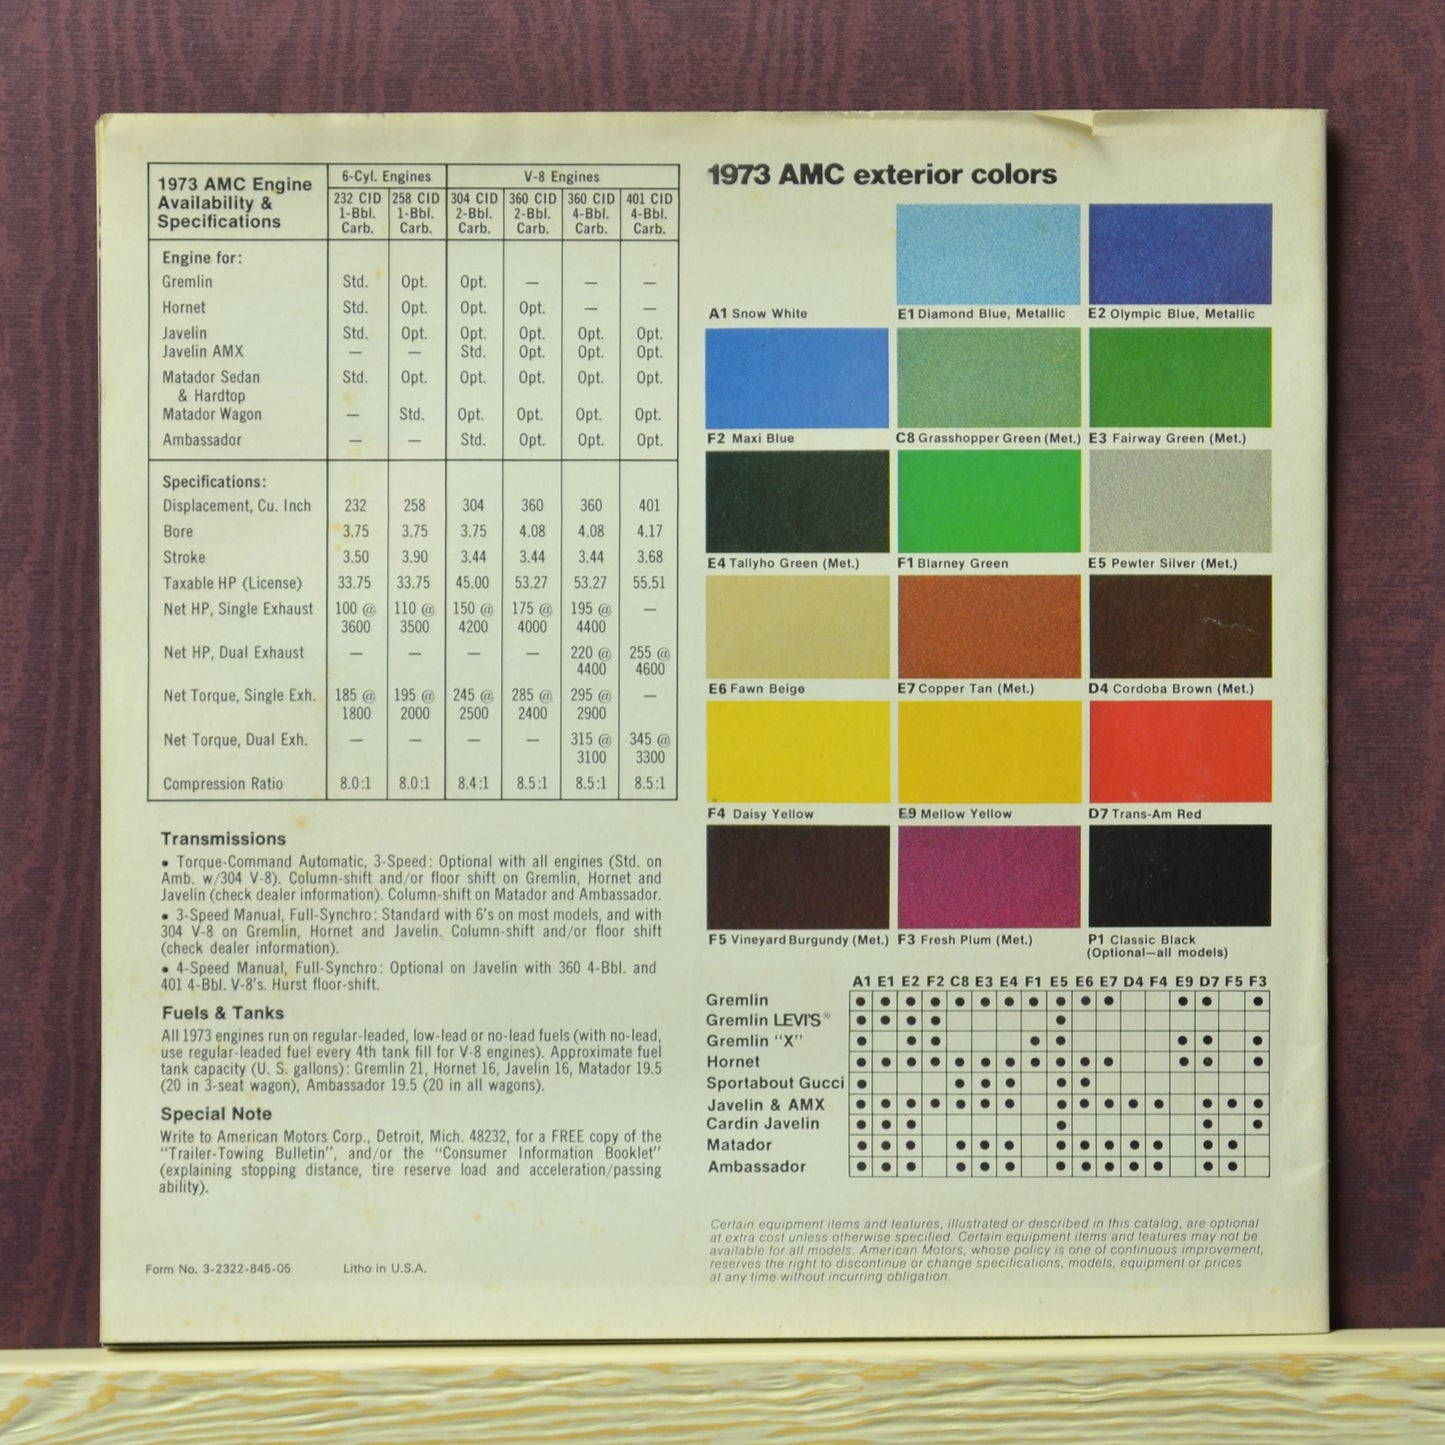 1973 AMC Engine Availability & Specifications
6-Cyl. Engines
V-8 Engines
232 CID 1-Bbl. Carb.
258 CID 1-Bbl. Carb.
304 CID 2-Bbl. Carb.
360 CID 2-Bbl. Carb.
360 CID 4-Bbl. Carb.
401 CID 4-Bbl. Carb.
Engine for:
Gremlin Std. Opt. Opt. — — —
Hornet Std. Opt. Opt. Opt. — —
Javelin Std. Opt. Opt. Opt. Opt. Opt.
Javelin AMX — — Std. Opt. Opt. Opt.
Matador Sedan Std. Opt. Opt. Opt. Opt. Opt.
& Hardtop
Matador Wagon — Std. Opt. Opt. Opt. Opt.
Ambassador — — Std. Opt. Opt. Opt.
Specifications:
Displacement, Cu. Inch 232 258 304 360 360 401
Bore 3.75 3.75 3.75 4.08 4.08 4.17
Stroke 3.50 3.90 3.44 3.44 3.44 3.68
Taxable HP (License) 33.75 33.75 45.00 53.27 53.27 55.51
Net HP, Single Exhaust 100 @ 110 @ 150 @ 175 @ 195 @ —
3600 3500 4200 4000 4400
Net HP, Dual Exhaust — — — — 220 @ 255 @
4400 4600
Net Torque, Single Exh. 185 @ 195 @ 245 @ 285 @ 295 @ —
1800 2000 2500 2400 2900
Net Torque, Dual Exh. — — — — 315 @ 345 @
3100 3300
Compression Ratio 8.0:1 8.0:1 8.4:1 8.5:1 8.5:1 8.5:1
Transmissions
• Torque-Command Automatic, 3-Speed: Optional with all engines (Std. on
Amb. w/304 V-8). Column-shift and/or floor shift on Gremlin, Hornet and
Javelin (check dealer information). Column-shift on Matador and Ambassador.
• 3-Speed Manual, Full-Synchro: Standard with 6's on most models, and with
304 V-8 on Gremlin, Hornet and Javelin. Column-shift and/or floor shift
(check dealer information).
• 4-Speed Manual, Full-Synchro: Optional on Javelin with 360 4-Bbl. and
401 4-Bbl. V-8's. Hurst floor-shift.
Fuels & Tanks
All 1973 engines run on regular-leaded, low-lead or no-lead fuels (with no-lead,
use regular-leaded fuel every 4th tank fill for V-8 engines). Approximate fuel
tank capacity (U. S. gallons): Gremlin 21, Hornet 16, Javelin 16, Matador 19.5
(20 in 3-seat wagon), Ambassador 19.5 (20 in all wagons).
Special Note
Write to American Motors Corp., Detroit, Mich. 48232, for a FREE copy of the
"Trailer-Towing Bulletin", and/or the "Consumer Information Booklet"
(explaining stopping distance, tire reserve load and acceleration/passing
ability).
Form No. 3-2322-845-05 Litho in U.S.A.
1973 AMC exterior colors
A1 Snow White E1 Diamond Blue, Metallic E2 Olympic Blue, Metallic
F2 Maxi Blue C8 Grasshopper Green (Met.) E3 Fairway Green (Met.)
E4 Tallyho Green (Met.) F1 Blarney Green E5 Pewter Silver (Met.)
E6 Fawn Beige E7 Copper Tan (Met.) D4 Cordoba Brown (Met.)
F4 Daisy Yellow E9 Mellow Yellow D7 Trans-Am Red
F5 Vineyard Burgundy (Met.) F3 Fresh Plum (Met.) P1 Classic Black
(Optional—all models)
A1 E1 E2 F2 C8 E3 E4 F1 E5 E6 E7 D4 F4 E9 D7 F5 F3
Gremlin
Gremlin LEVI'S®
Gremlin "X"
Hornet
Sportabout Gucci
Javelin & AMX
Cardin Javelin
Matador
Ambassador
Certain equipment items and features, illustrated or described in this catalog, are optional
at extra cost unless otherwise specified. Certain equipment items and features may not be
available for all models. American Motors, whose policy is one of continuous improvement,
reserves the right to discontinue or change specifications, models, equipment or prices
at any time without incurring obligation.